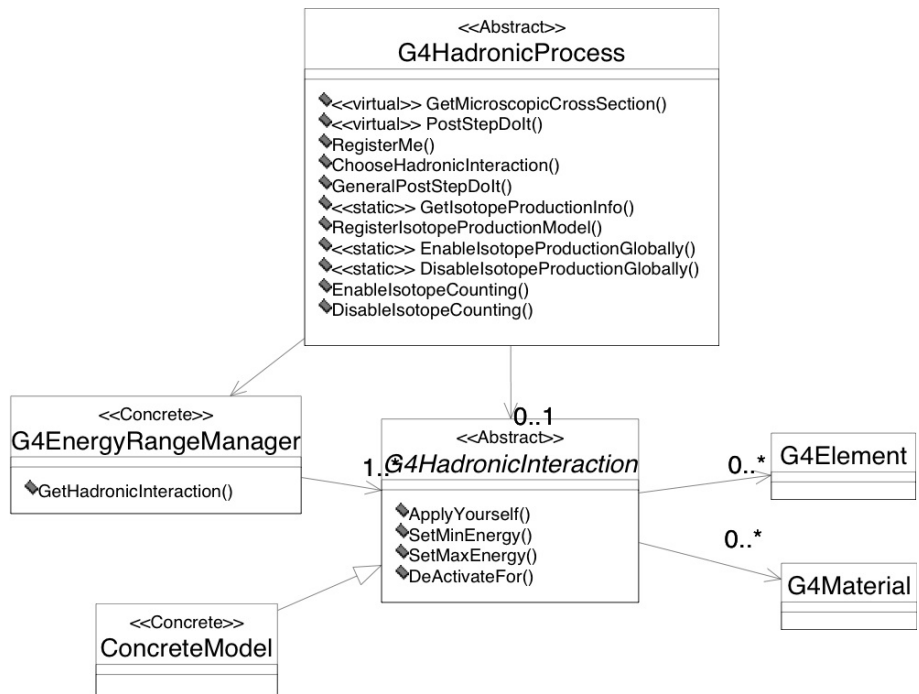 <<Abstract>>
G4HadronicProcess
<<virtual>> GetMicroscopicCrossSection()
<<virtual>> PostStepDoIt()
RegisterMe()
ChooseHadronicInteraction()
GeneralPostStepDoIt()
<<static>> GetIsotopeProductionInfo()
RegisterIsotopeProductionModel()
<<static>> EnableIsotopeProductionGlobally()
<<static>> DisableIsotopeProductionGlobally()
EnableIsotopeCounting()
DisableIsotopeCounting()
<<Concrete>>
G4EnergyRangeManager
GetHadronicInteraction()
1..*
0..1
<<Abstract>>
G4HadronicInteraction
ApplyYourself()
SetMinEnergy()
SetMaxEnergy()
DeActivateFor()
0..*
G4Element
0..*
G4Material
<<Concrete>>
ConcreteModel